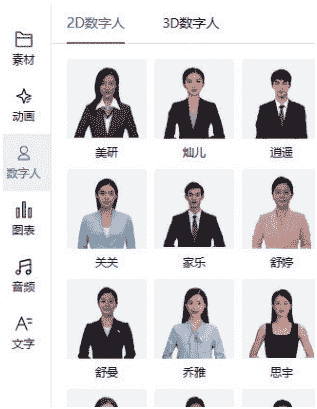 2D数字人 3D数字人
素材
动画
数字人
图表
音频
文字
美研 灿儿 逍遥
关关 家乐 舒婷
舒曼 乔雅 思宇